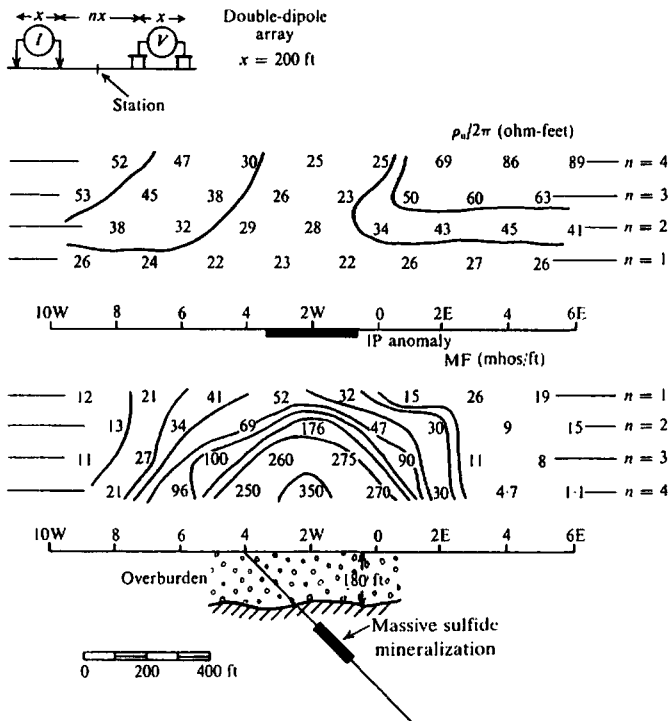 x nx x
I V
Double-dipole
array
x = 200 ft
Station
ρa/2π (ohm-feet)
52 47 30 25 25 69 86 89 n = 4
53 45 38 26 23 50 60 63 n = 3
38 32 29 28 34 43 45 41 n = 2
26 24 22 23 22 26 27 26 n = 1
10W 8 6 4 2W 0 2E 4 6E
IP anomaly
MF (mhos/ft)
12 21 41 52 32 15 26 19 n = 1
13 34 69 176 47 30 9 15 n = 2
11 27 100 260 275 90 11 8 n = 3
21 96 250 350 270 30 4·7 1·1 n = 4
10W 8 6 4 2W 0 2E 4 6E
Overburden 180 ft
Massive sulfide
mineralization
0 200 400 ft